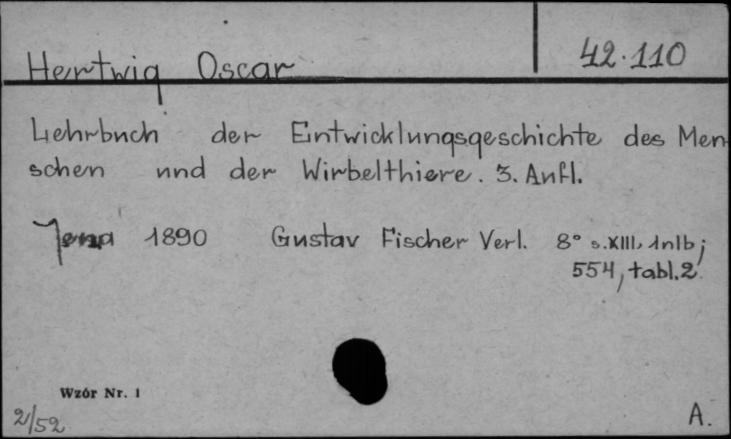 Hertwig Oscar 42.110
Lehrbuch der Entwicklungsgeschichte des Men
schen und der Wirbelthiere. 3. Aufl.
Jena 1890 Gustav Fischer Verl. 8° s. XIII, 1nlb;
554, tabl. 2.
Wzór Nr. 1
2/52 A.